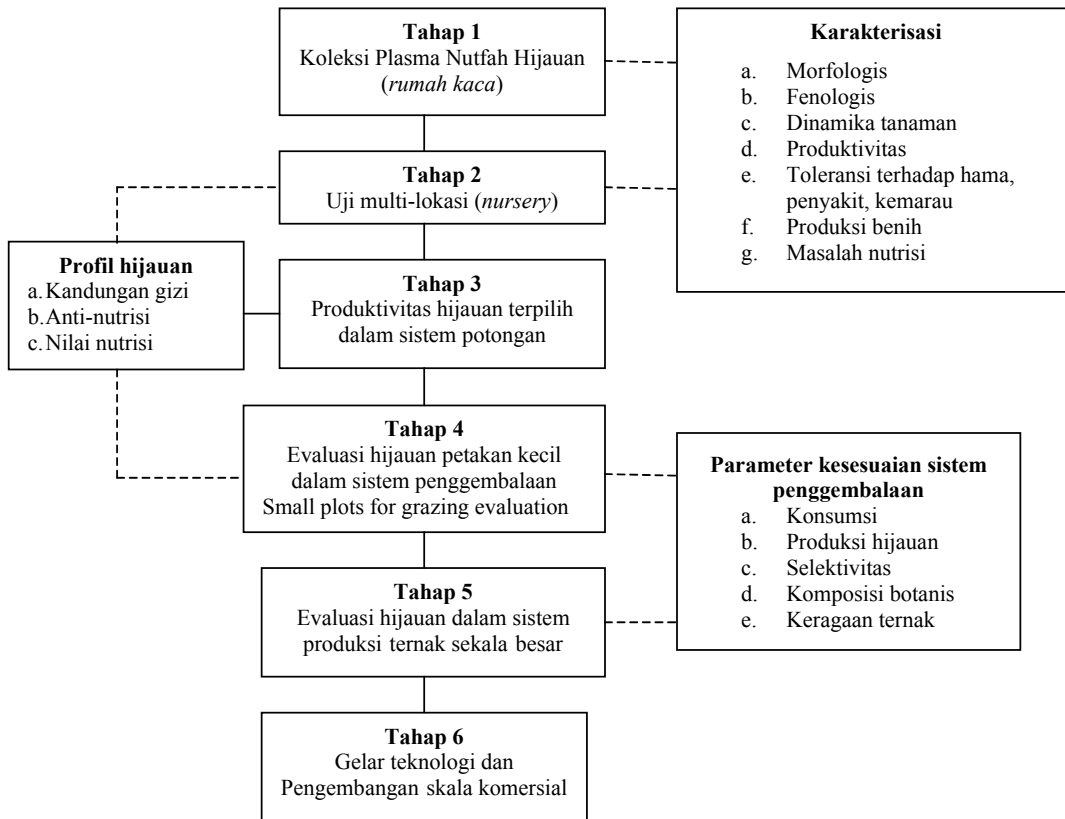 Tahap 1
Koleksi Plasma Nutfah Hijauan
(rumah kaca)
Karakterisasi
a. Morfologis
b. Fenologis
c. Dinamika tanaman
d. Produktivitas
e. Toleransi terhadap hama,
penyakit, kemarau
f. Produksi benih
g. Masalah nutrisi
Tahap 2
Uji multi-lokasi (nursery)
Profil hijauan
a. Kandungan gizi
b. Anti-nutrisi
c. Nilai nutrisi
Tahap 3
Produktivitas hijauan terpilih
dalam sistem potongan
Tahap 4
Evaluasi hijauan petakan kecil
dalam sistem penggembalaan
Small plots for grazing evaluation
Parameter kesesuaian sistem
penggembalaan
a. Konsumsi
b. Produksi hijauan
c. Selektivitas
d. Komposisi botanis
e. Keragaan ternak
Tahap 5
Evaluasi hijauan dalam sistem
produksi ternak sekala besar
Tahap 6
Gelar teknologi dan
Pengembangan skala komersial